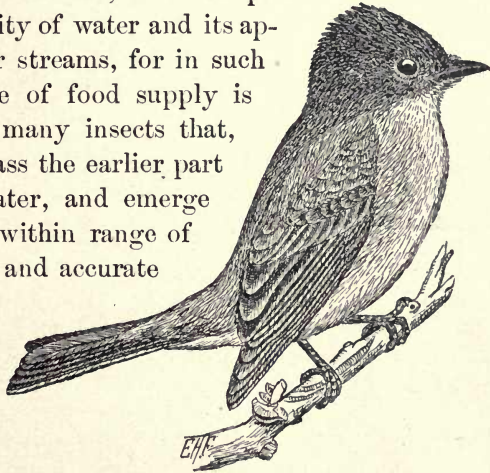 ity of water and its ap-
r streams, for in such
e of food supply is
many insects that,
ass the earlier part
ater, and emerge
within range of
and accurate
E.H.F.